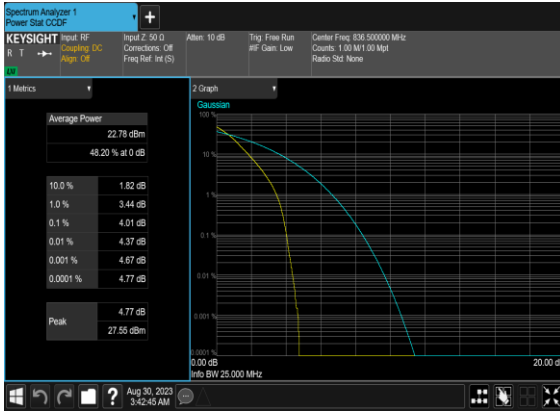 Spectrum Analyzer 1
Power Stat CCDF
+
KEYSIGHT Input: RF Input Z: 50 Ω Atten: 10 dB Trig: Free Run Center Freq: 836.500000 MHz
R T Coupling: DC Corrections: Off #IF Gain: Low Counts: 1.00 M/1.00 Mpt
Align: Off Freq Ref: Int (S) Radio Std: None
1 Metrics
Average Power
22.78 dBm
48.20 % at 0 dB
10.0 % 1.82 dB
1.0 % 3.44 dB
0.1 % 4.01 dB
0.01 % 4.37 dB
0.001 % 4.67 dB
0.0001 % 4.77 dB
Peak 4.77 dB
27.55 dBm
2 Graph
Gaussian
100 %
10 %
1 %
0.1 %
0.01 %
0.001 %
0.0001 %
0.00 dB 20.00 d
Info BW 25.000 MHz
? Aug 30, 2023
3:42:45 AM